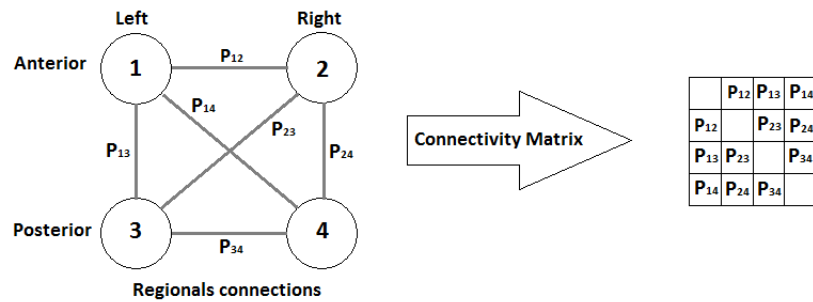 Left Right
Anterior 1 P₁₂ 2
P₁₄
P₂₃
P₁₃ P₂₄
Posterior 3 P₃₄ 4
Regionals connections
Connectivity Matrix
P₁₂ P₁₃ P₁₄
P₁₂ P₂₃ P₂₄
P₁₃ P₂₃ P₃₄
P₁₄ P₂₄ P₃₄